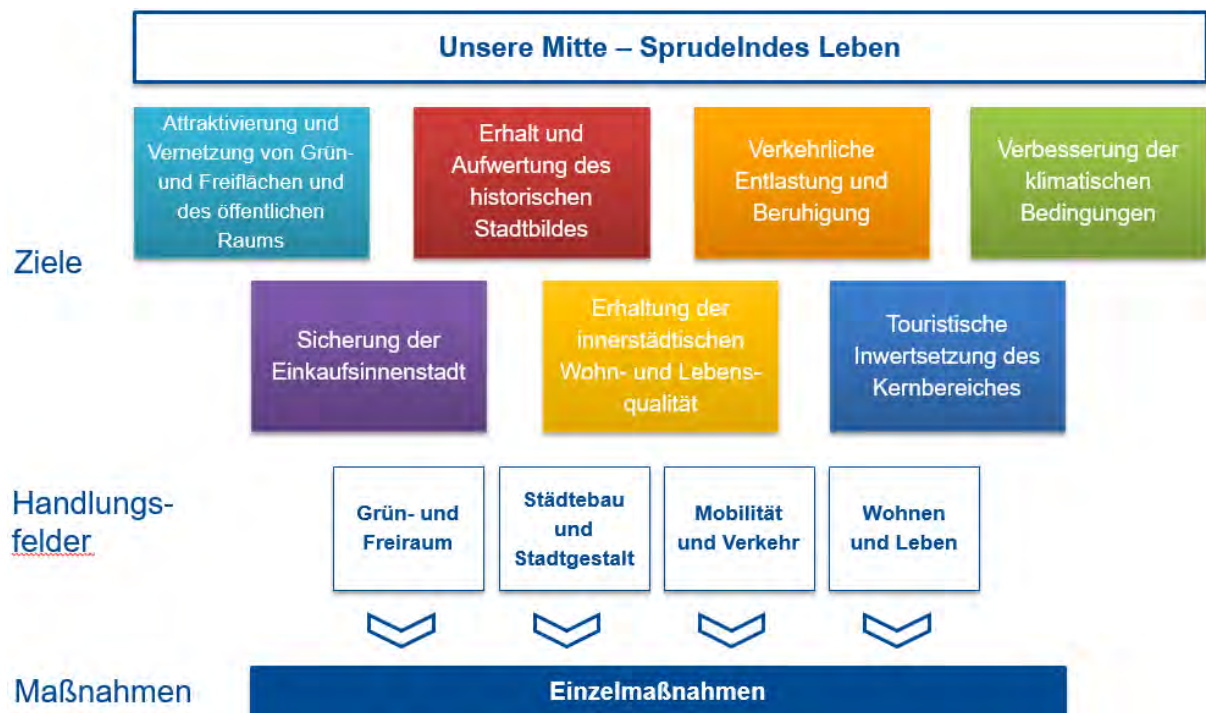 Unsere Mitte – Sprudelndes Leben
Attraktivierung und
Vernetzung von Grün-
und Freiflächen und
des öffentlichen
Raums
Erhalt und
Aufwertung des
historischen
Stadtbildes
Verkehrliche
Entlastung und
Beruhigung
Verbesserung der
klimatischen
Bedingungen
Ziele
Sicherung der
Einkaufsinnenstadt
Erhaltung der
innerstädtischen
Wohn- und Lebens-
qualität
Touristische
Inwertsetzung des
Kernbereiches
Handlungs-
felder
Grün- und
Freiraum
Städtebau
und
Stadtgestalt
Mobilität
und Verkehr
Wohnen
und Leben
Maßnahmen
Einzelmaßnahmen